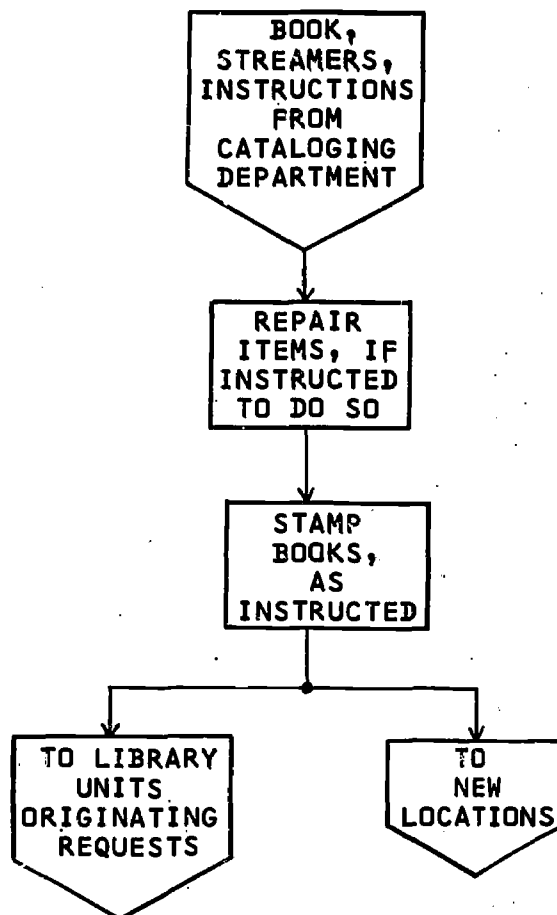 BOOK,
STREAMERS,
INSTRUCTIONS
FROM
CATALOGING
DEPARTMENT
REPAIR
ITEMS, IF
INSTRUCTED
TO DO SO
STAMP
BOOKS,
AS
INSTRUCTED
TO LIBRARY
UNITS
ORIGINATING
REQUESTS
TO
NEW
LOCATIONS